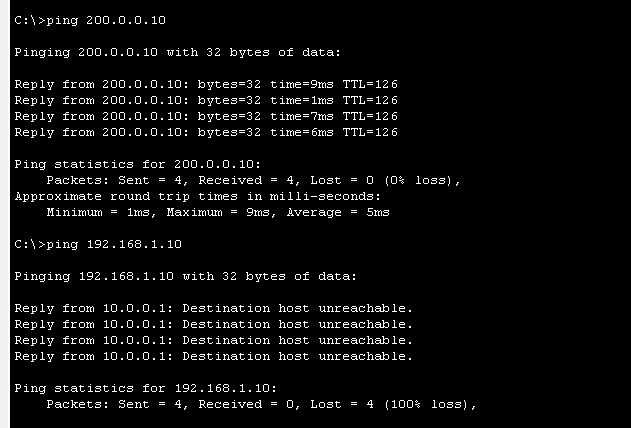 C:\>ping 200.0.0.10
Pinging 200.0.0.10 with 32 bytes of data:
Reply from 200.0.0.10: bytes=32 time=9ms TTL=126
Reply from 200.0.0.10: bytes=32 time=1ms TTL=126
Reply from 200.0.0.10: bytes=32 time=7ms TTL=126
Reply from 200.0.0.10: bytes=32 time=6ms TTL=126
Ping statistics for 200.0.0.10:
Packets: Sent = 4, Received = 4, Lost = 0 (0% loss),
Approximate round trip times in milli-seconds:
Minimum = 1ms, Maximum = 9ms, Average = 5ms
C:\>ping 192.168.1.10
Pinging 192.168.1.10 with 32 bytes of data:
Reply from 10.0.0.1: Destination host unreachable.
Reply from 10.0.0.1: Destination host unreachable.
Reply from 10.0.0.1: Destination host unreachable.
Reply from 10.0.0.1: Destination host unreachable.
Ping statistics for 192.168.1.10:
Packets: Sent = 4, Received = 0, Lost = 4 (100% loss),